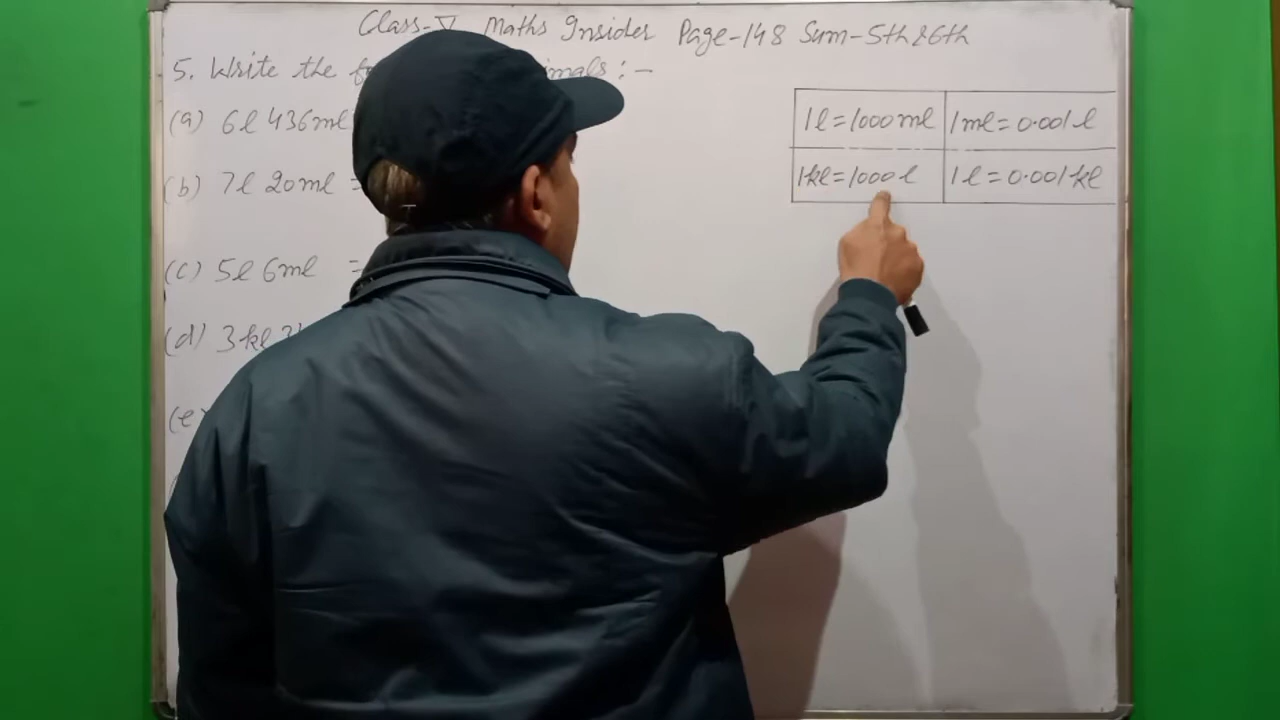 Class-V Maths Insider Page-148 Sum-5th&6th
5. Write the :-
(a) 6l 436ml
(b) 7l 20ml =
(c) 5l 6ml =
(d) 3kl
(e)
1l=1000ml 1ml=0.001l
1kl=1000l 1l=0.001kl